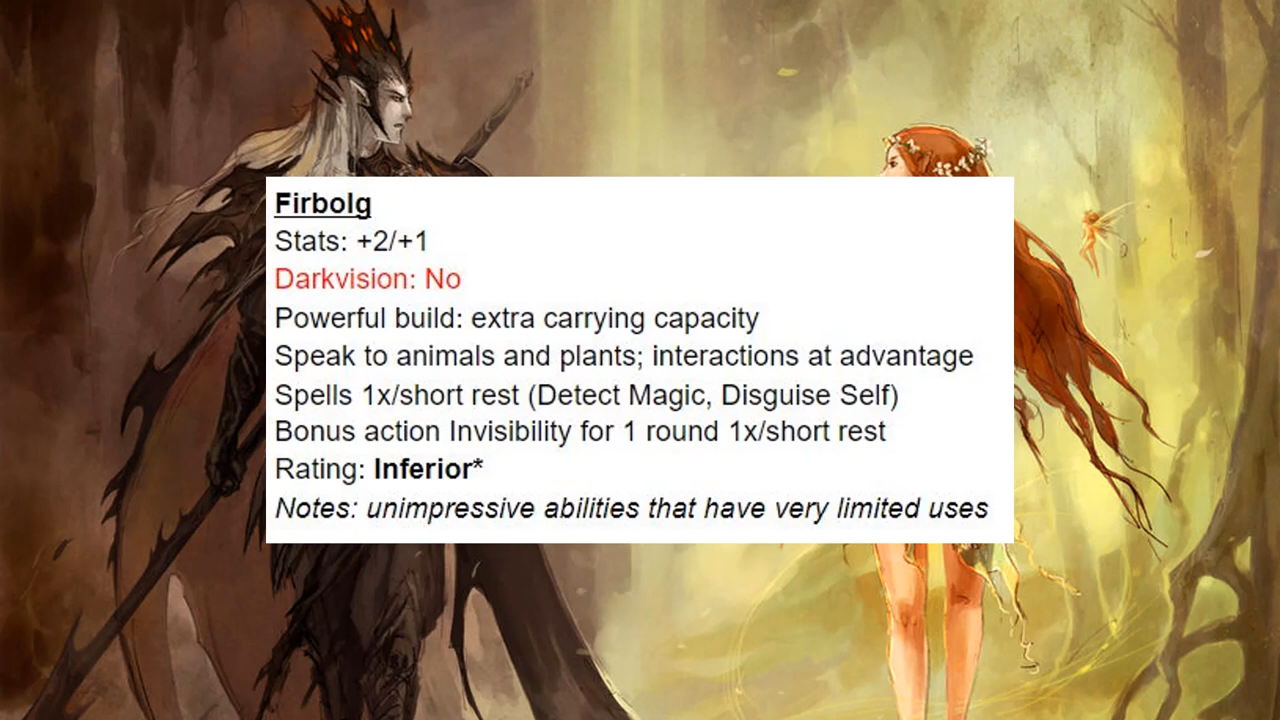 Firbolg
Stats: +2/+1
Darkvision: No
Powerful build: extra carrying capacity
Speak to animals and plants; interactions at advantage
Spells 1x/short rest (Detect Magic, Disguise Self)
Bonus action Invisibility for 1 round 1x/short rest
Rating: Inferior*
Notes: unimpressive abilities that have very limited uses